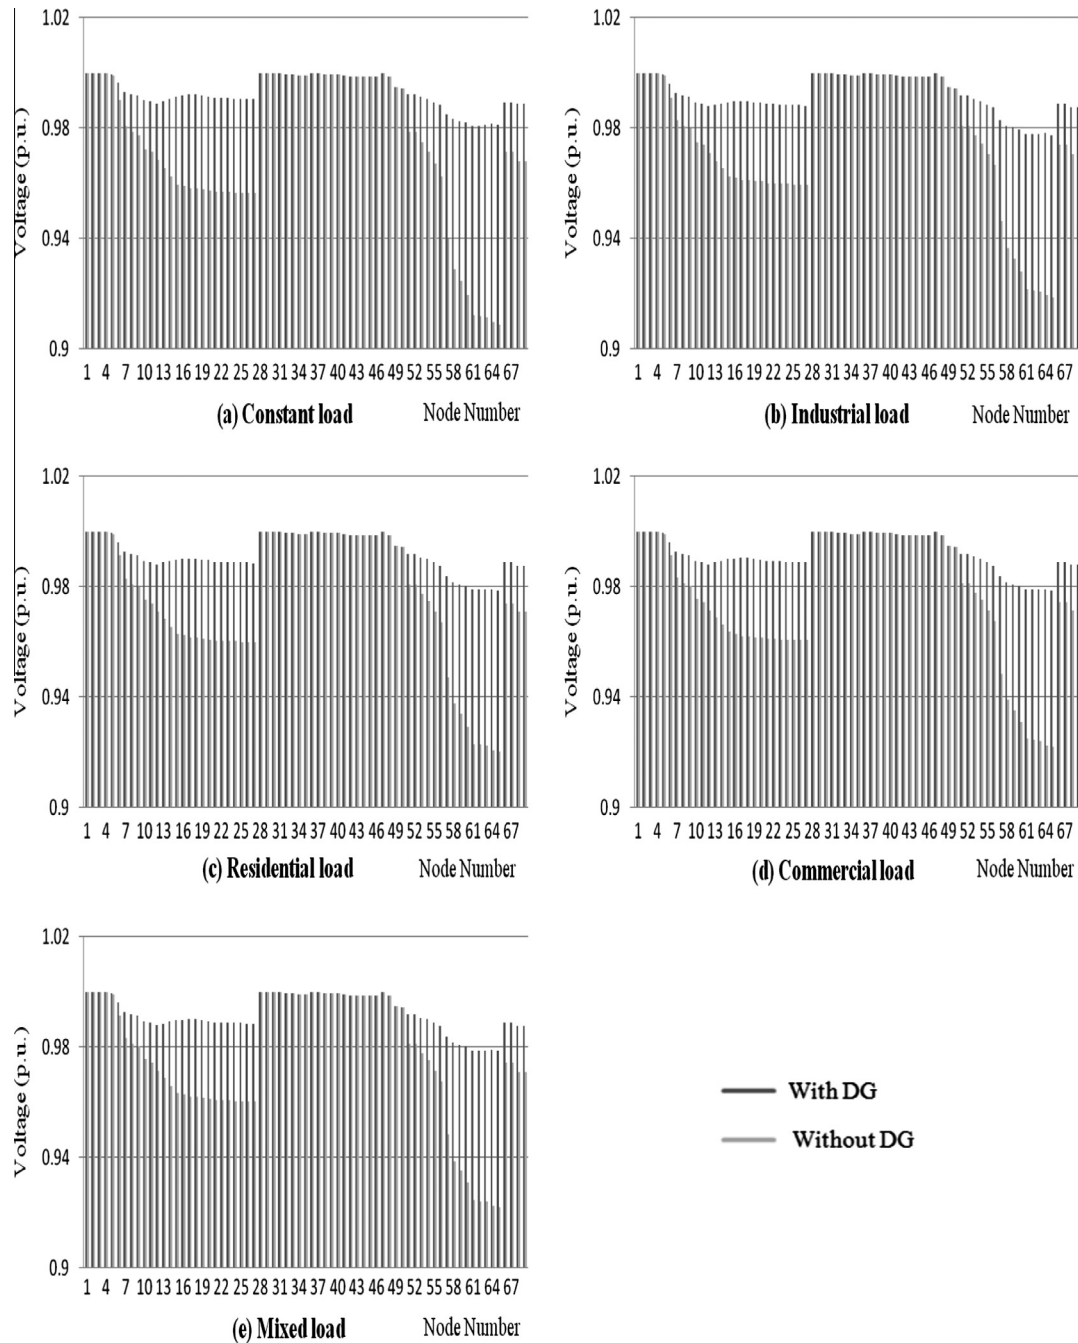 1.02
0.98
0.94
0.9
Voltage (p.u.)
1 4 7 10 13 16 19 22 25 28 31 34 37 40 43 46 49 52 55 58 61 64 67
(a) Constant load Node Number
1.02
0.98
0.94
0.9
Voltage (p.u.)
1 4 7 10 13 16 19 22 25 28 31 34 37 40 43 46 49 52 55 58 61 64 67
(b) Industrial load Node Number
1.02
0.98
0.94
0.9
Voltage (p.u.)
1 4 7 10 13 16 19 22 25 28 31 34 37 40 43 46 49 52 55 58 61 64 67
(c) Residential load Node Number
1.02
0.98
0.94
0.9
Voltage (p.u.)
1 4 7 10 13 16 19 22 25 28 31 34 37 40 43 46 49 52 55 58 61 64 67
(d) Commercial load Node Number
1.02
0.98
0.94
0.9
Voltage (p.u.)
1 4 7 10 13 16 19 22 25 28 31 34 37 40 43 46 49 52 55 58 61 64 67
(e) Mixed load Node Number
With DG
Without DG